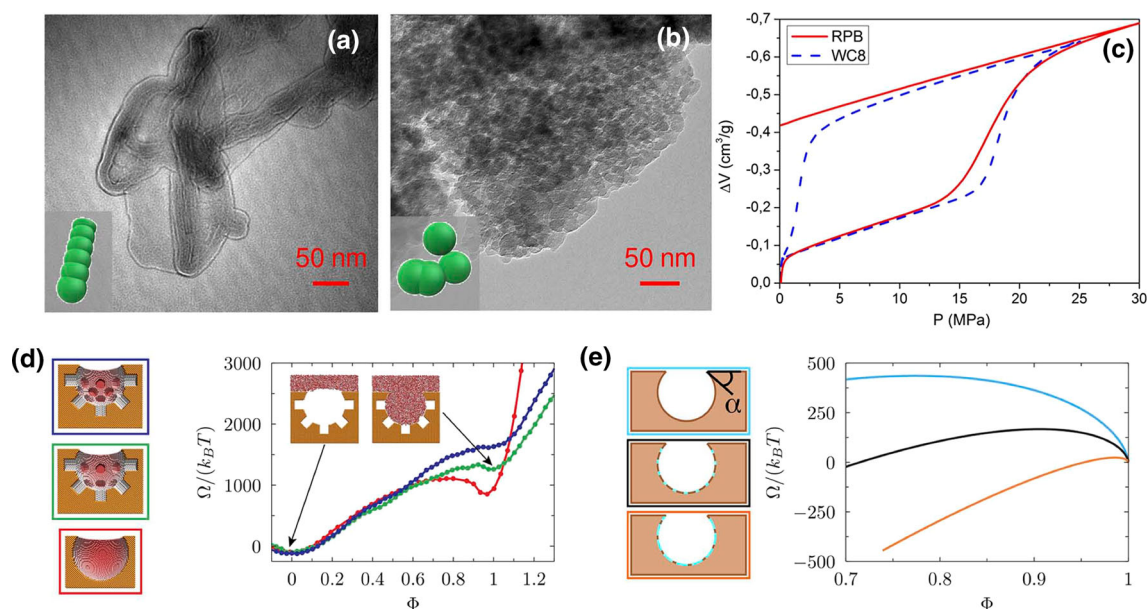 (a)
50 nm
(b)
50 nm
(c)
RPB
WC8
-0,7
-0,6
-0,5
-0,4
-0,3
-0,2
-0,1
0,0
ΔV (cm³/g)
0 5 10 15 20 25 30
P (MPa)
(d)
3000
2000
1000
0
Ω/(k_BT)
0 0.2 0.4 0.6 0.8 1 1.2
Φ
(e)
α
500
250
0
−250
−500
Ω/(k_BT)
0.7 0.8 0.9 1
Φ